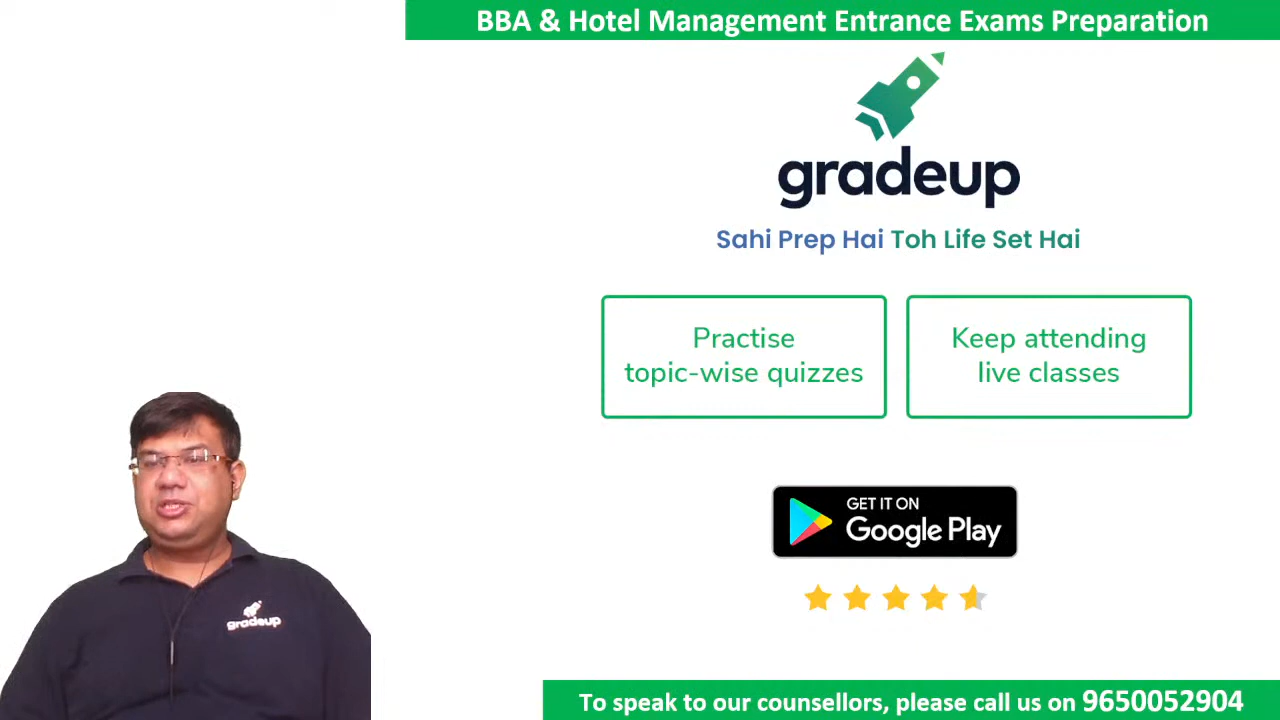 BBA & Hotel Management Entrance Exams Preparation
gradeup
Sahi Prep Hai Toh Life Set Hai
Practise
topic-wise quizzes
Keep attending
live classes
GET IT ON
Google Play
gradeup
To speak to our counsellors, please call us on 9650052904